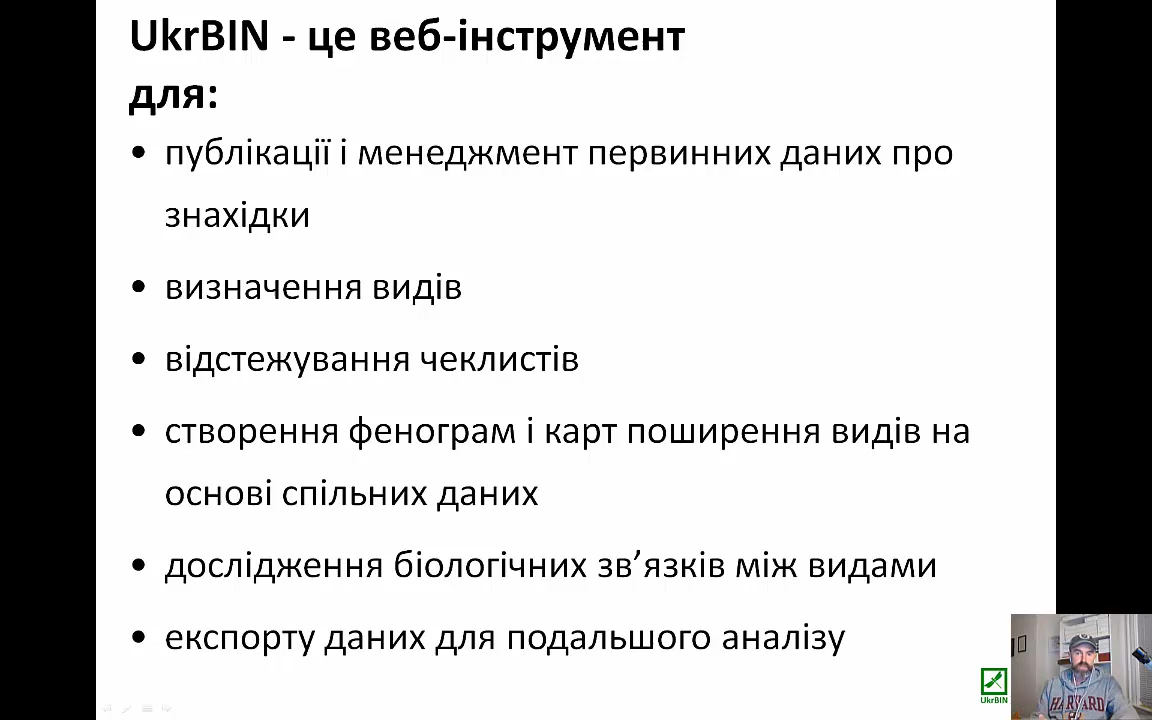 UkrBIN - це веб-інструмент
для:
• публікації і менеджмент первинних даних про
знахідки
• визначення видів
• відстежування чеклистів
• створення фенограм і карт поширення видів на
основі спільних даних
• дослідження біологічних зв’язків між видами
• експорту даних для подальшого аналізу
UkrBIN
HARVARD